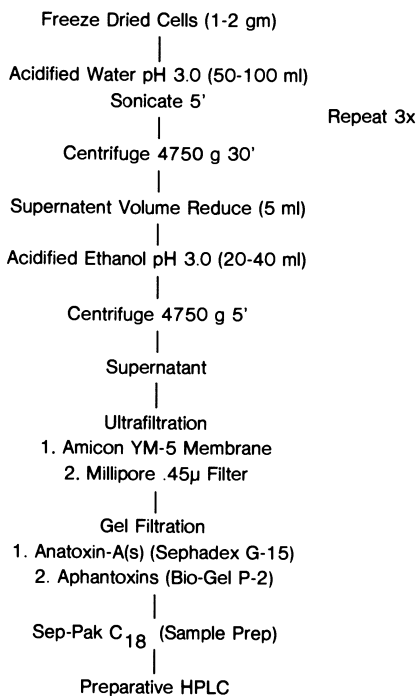 Freeze Dried Cells (1-2 gm)
Acidified Water pH 3.0 (50-100 ml)
Sonicate 5'
Repeat 3x
Centrifuge 4750 g 30'
Supernatent Volume Reduce (5 ml)
Acidified Ethanol pH 3.0 (20-40 ml)
Centrifuge 4750 g 5'
Supernatant
Ultrafiltration
1. Amicon YM-5 Membrane
2. Millipore .45μ Filter
Gel Filtration
1. Anatoxin-A(s) (Sephadex G-15)
2. Aphantoxins (Bio-Gel P-2)
Sep-Pak C18 (Sample Prep)
Preparative HPLC